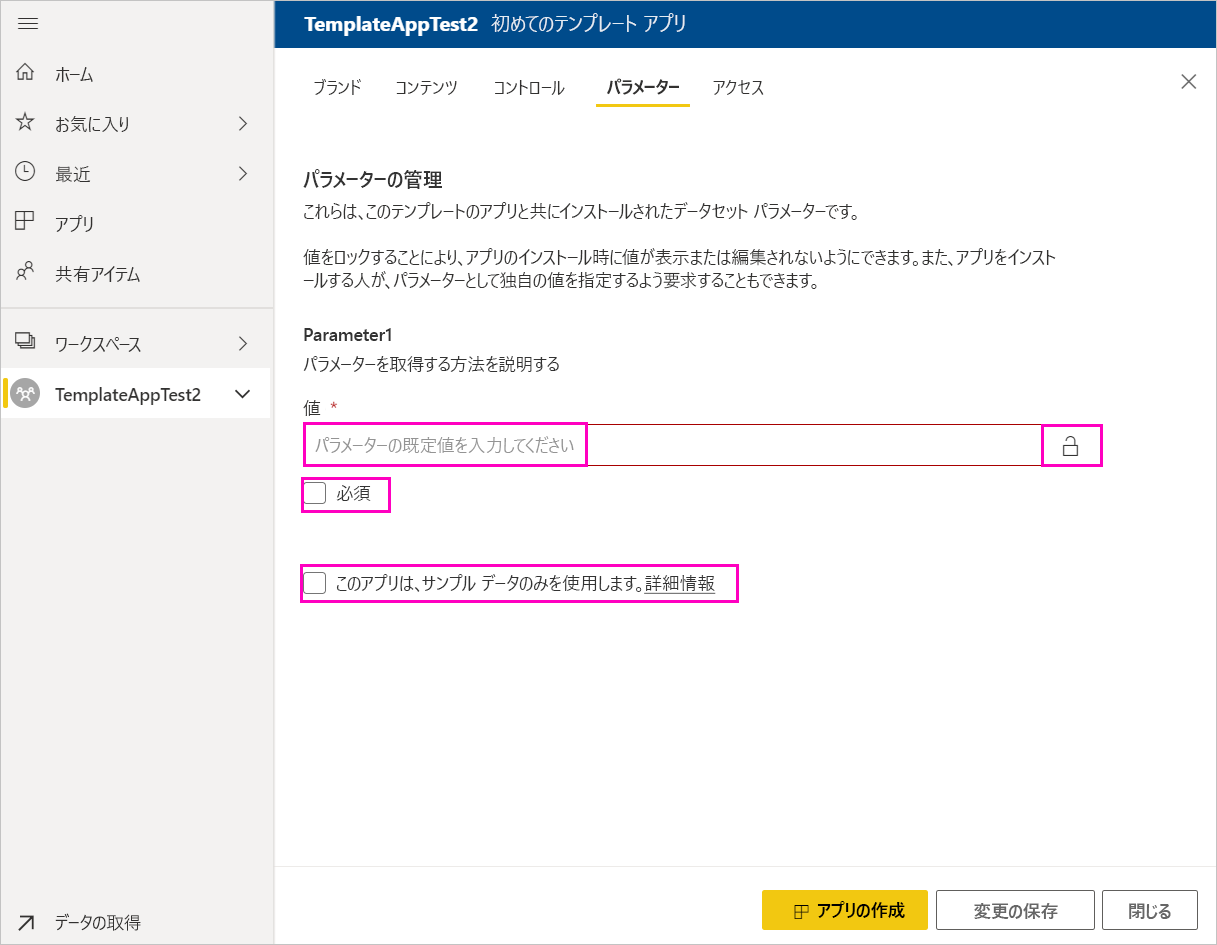 TemplateAppTest2 初めてのテンプレート アプリ
ホーム
お気に入り
最近
アプリ
共有アイテム
ワークスペース
TemplateAppTest2
データの取得
ブランド コンテンツ コントロール パラメーター アクセス
パラメーターの管理
これらは、このテンプレートのアプリと共にインストールされたデータセット パラメーターです。
値をロックすることにより、アプリのインストール時に値が表示または編集されないようにできます。また、アプリをインスト
ールする人が、パラメーターとして独自の値を指定するよう要求することもできます。
Parameter1
パラメーターを取得する方法を説明する
値 *
パラメーターの既定値を入力してください
必須
このアプリは、サンプル データのみを使用します。詳細情報
アプリの作成 変更の保存 閉じる